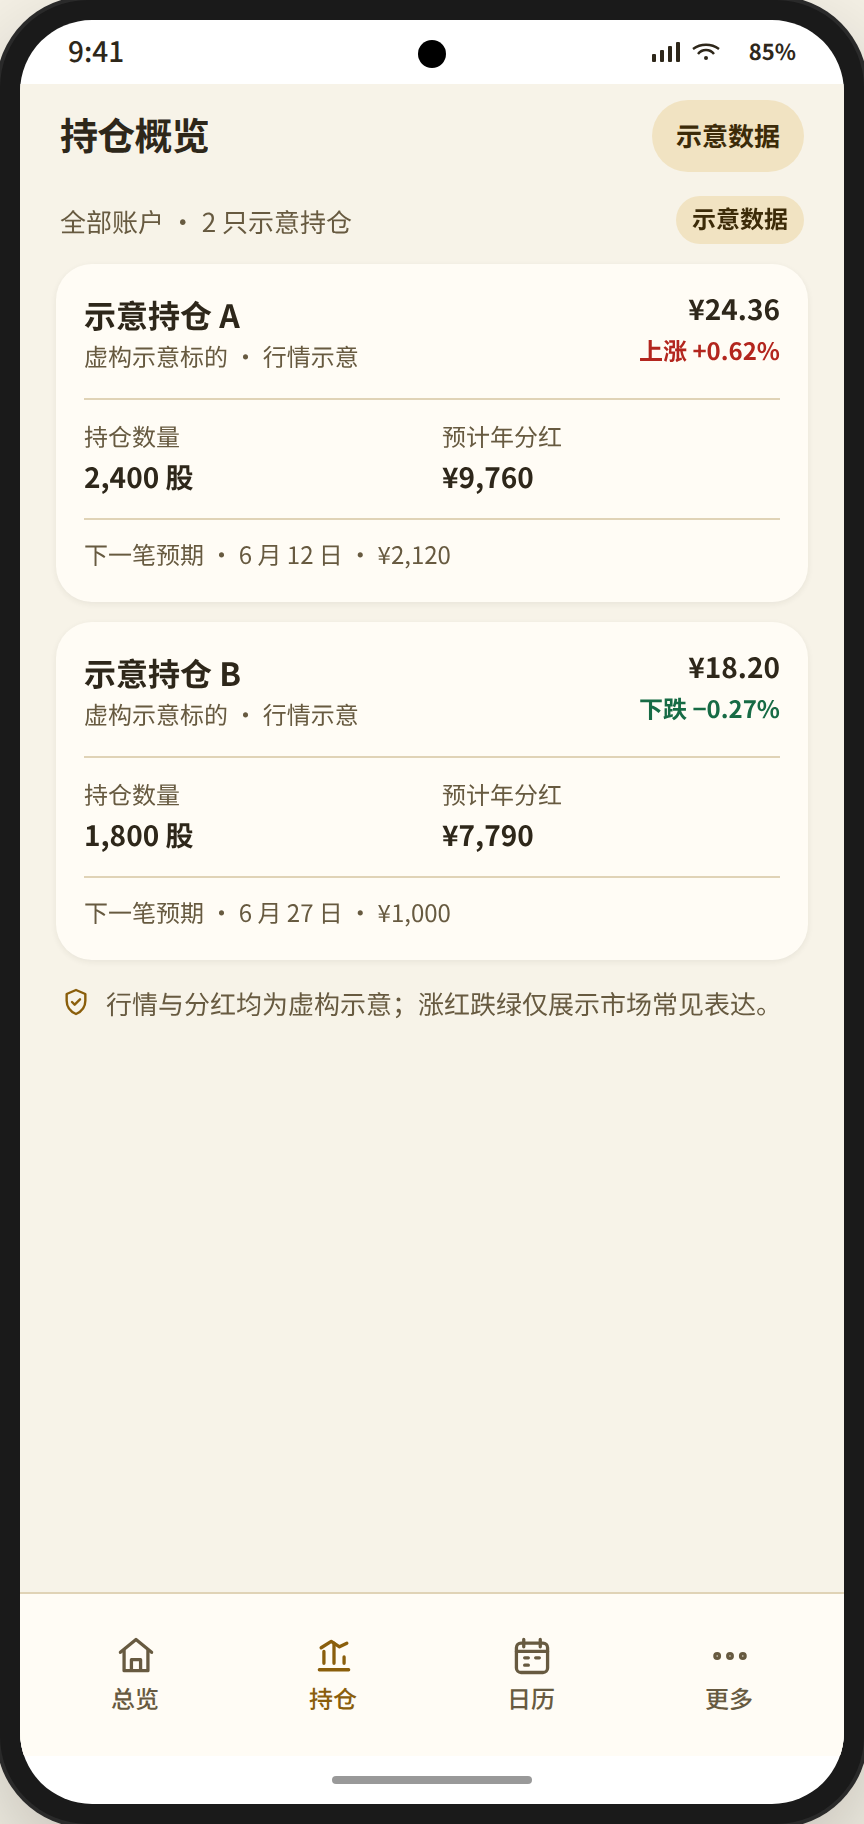 9:41
85%
持仓概览
示意数据
全部账户 · 2 只示意持仓
示意数据
示意持仓 A
¥24.36
虚构示意标的 · 行情示意
上涨 +0.62%
持仓数量
预计年分红
2,400 股
¥9,760
下一笔预期 · 6 月 12 日 · ¥2,120
示意持仓 B
¥18.20
虚构示意标的 · 行情示意
下跌 −0.27%
持仓数量
预计年分红
1,800 股
¥7,790
下一笔预期 · 6 月 27 日 · ¥1,000
行情与分红均为虚构示意；涨红跌绿仅展示市场常见表达。
总览
持仓
日历
更多